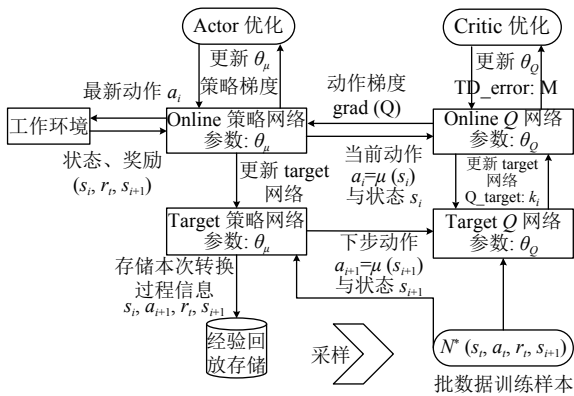 Actor 优化
Critic 优化
更新 θμ
策略梯度
更新 θQ
TD_error: M
最新动作 ai
动作梯度
grad (Q)
工作环境
Online 策略网络
参数: θμ
Online Q 网络
参数: θQ
状态、奖励
(si, rt, si+1)
更新 target
网络
当前动作
ai=μ (si)
与状态 si
更新 target
网络
Q_target: ki
Target 策略网络
参数: θμ
Target Q 网络
参数: θQ
存储本次转换
过程信息
si, ai+1, rt, si+1
下步动作
ai+1=μ (si+1)
与状态 si+1
经验回
放存储
采样
N* (st, at, rt, si+1)
批数据训练样本